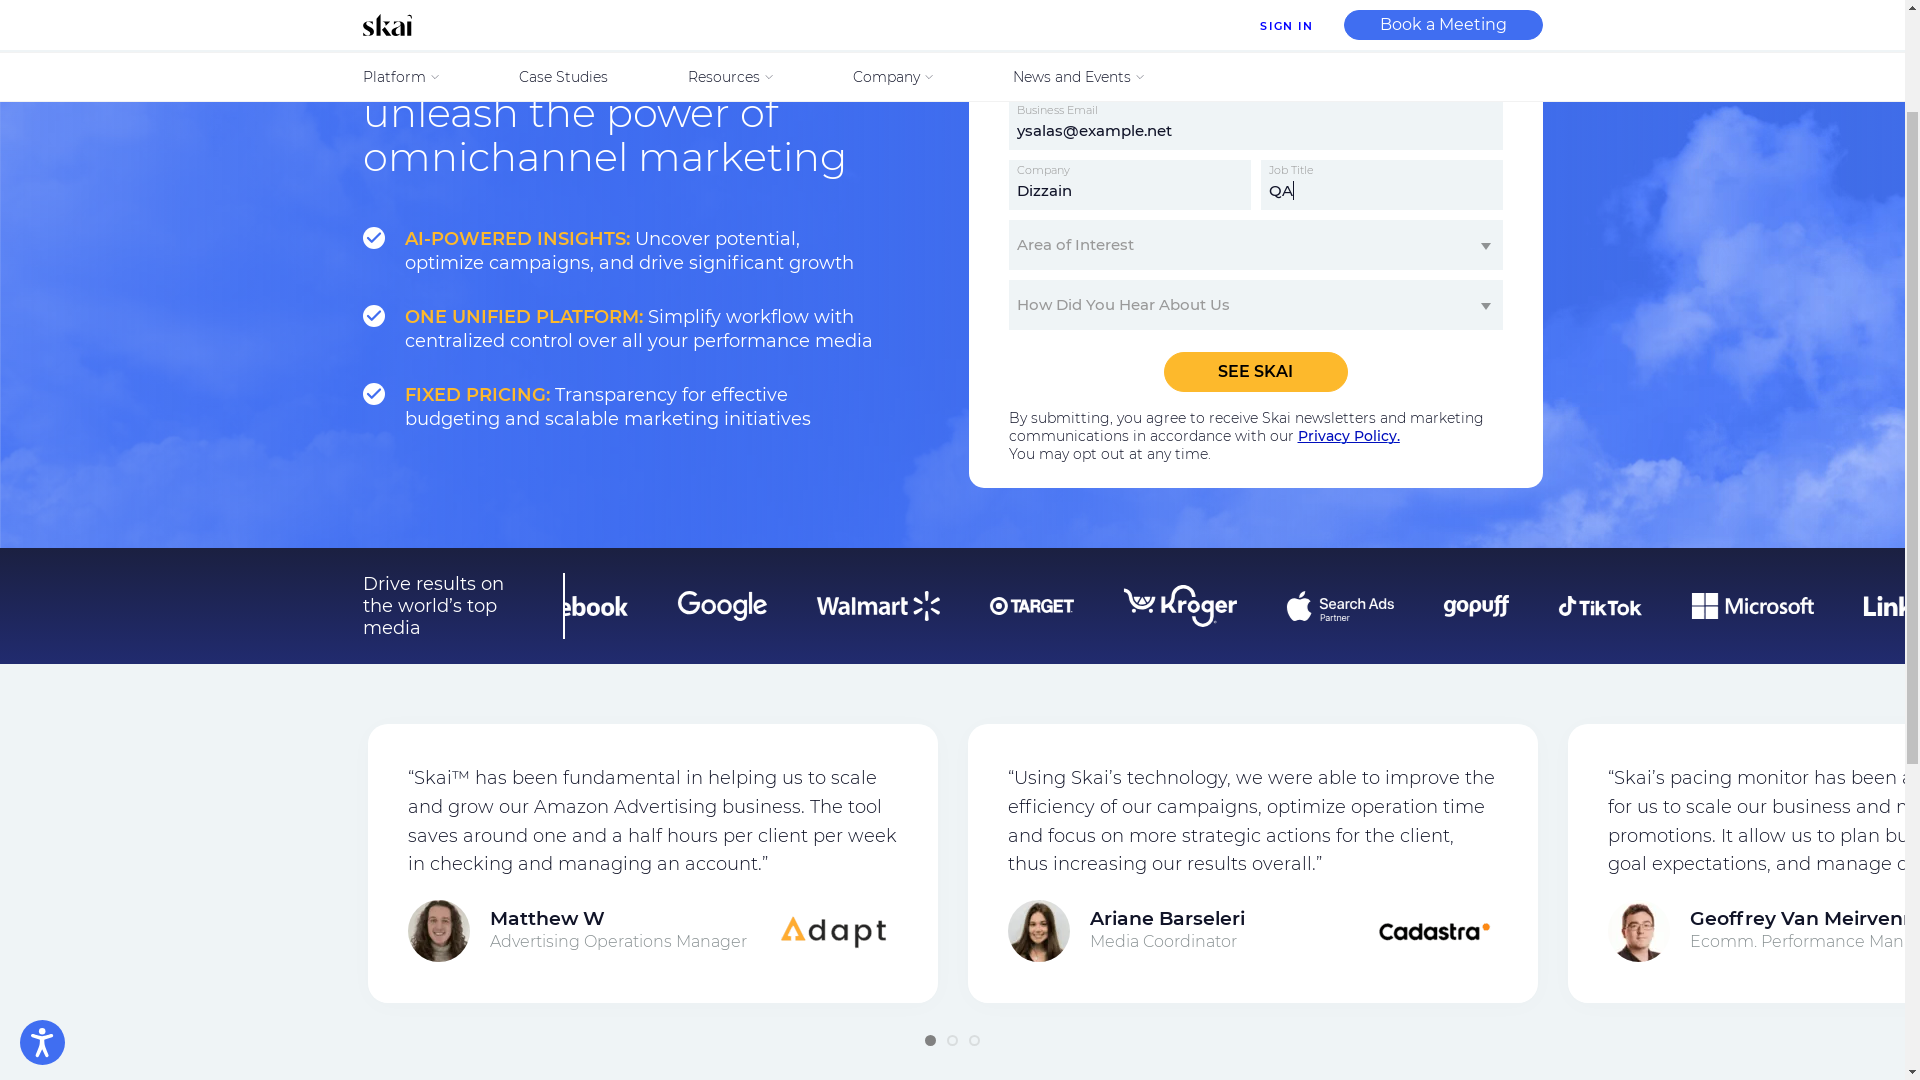 skai
SIGN IN
Book a Meeting
Platform
Case Studies
Resources
Company
News and Events
unleash the power of
omnichannel marketing
AI-POWERED INSIGHTS: Uncover potential,
optimize campaigns, and drive significant growth
ONE UNIFIED PLATFORM: Simplify workflow with
centralized control over all your performance media
FIXED PRICING: Transparency for effective
budgeting and scalable marketing initiatives
Business Email
ysalas@example.net
Company
Dizzain
Job Title
QA
Area of Interest
How Did You Hear About Us
SEE SKAI
By submitting, you agree to receive Skai newsletters and marketing
communications in accordance with our Privacy Policy.
You may opt out at any time.
Drive results on
the world’s top
media
ebook
Google
Walmart
TARGET
Kroger
Search Ads
Partner
gopuff
TikTok
Microsoft
Link
“Skai™ has been fundamental in helping us to scale
and grow our Amazon Advertising business. The tool
saves around one and a half hours per client per week
in checking and managing an account.”
Matthew W
Advertising Operations Manager
Adapt
“Using Skai’s technology, we were able to improve the
efficiency of our campaigns, optimize operation time
and focus on more strategic actions for the client,
thus increasing our results overall.”
Ariane Barseleri
Media Coordinator
Cadastra
“Skai’s pacing monitor has been
for us to scale our business and
promotions. It allow us to plan
goal expectations, and manage
Geoffrey Van Meirven
Ecomm. Performance Man